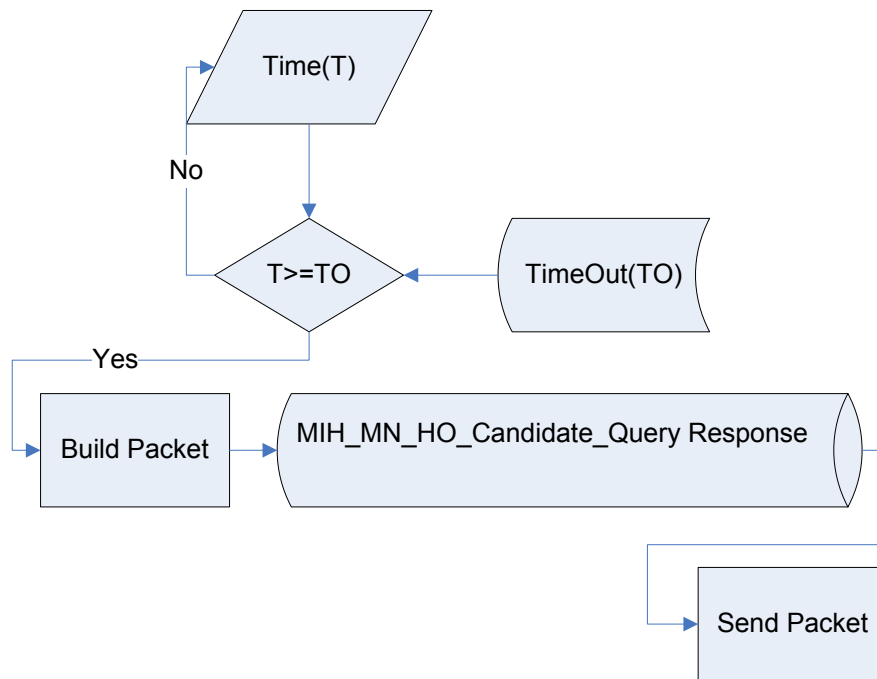 Time(T)
No
T>=TO
TimeOut(TO)
Yes
Build Packet
MIH_MN_HO_Candidate_Query Response
Send Packet